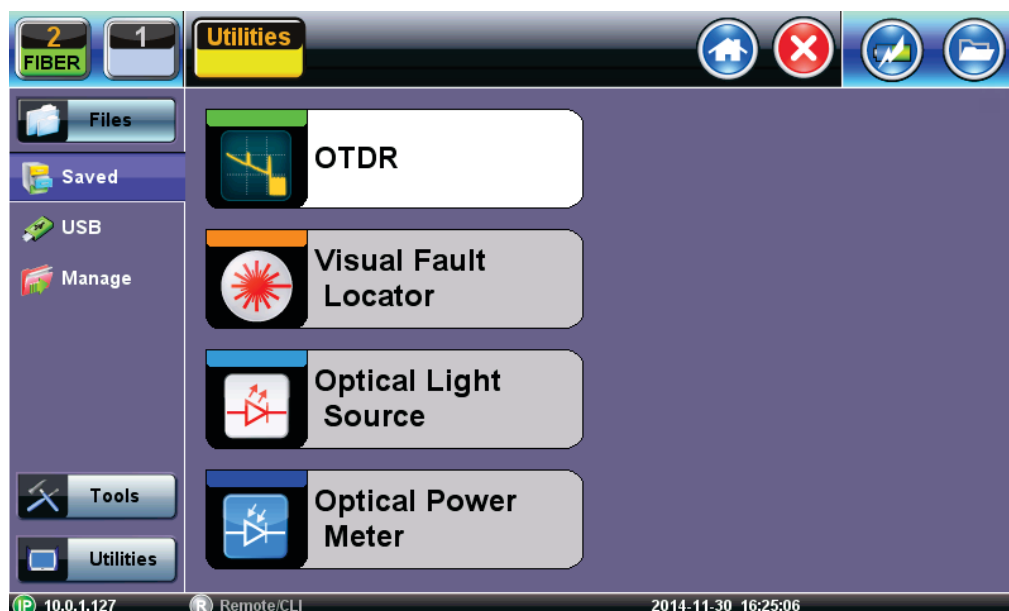 2
FIBER
1
Utilities
Files
Saved
USB
Manage
OTDR
Visual Fault
Locator
Optical Light
Source
Optical Power
Meter
Tools
Utilities
IP 10.0.1.127
R Remote/CLI
2014-11-30 16:25:06